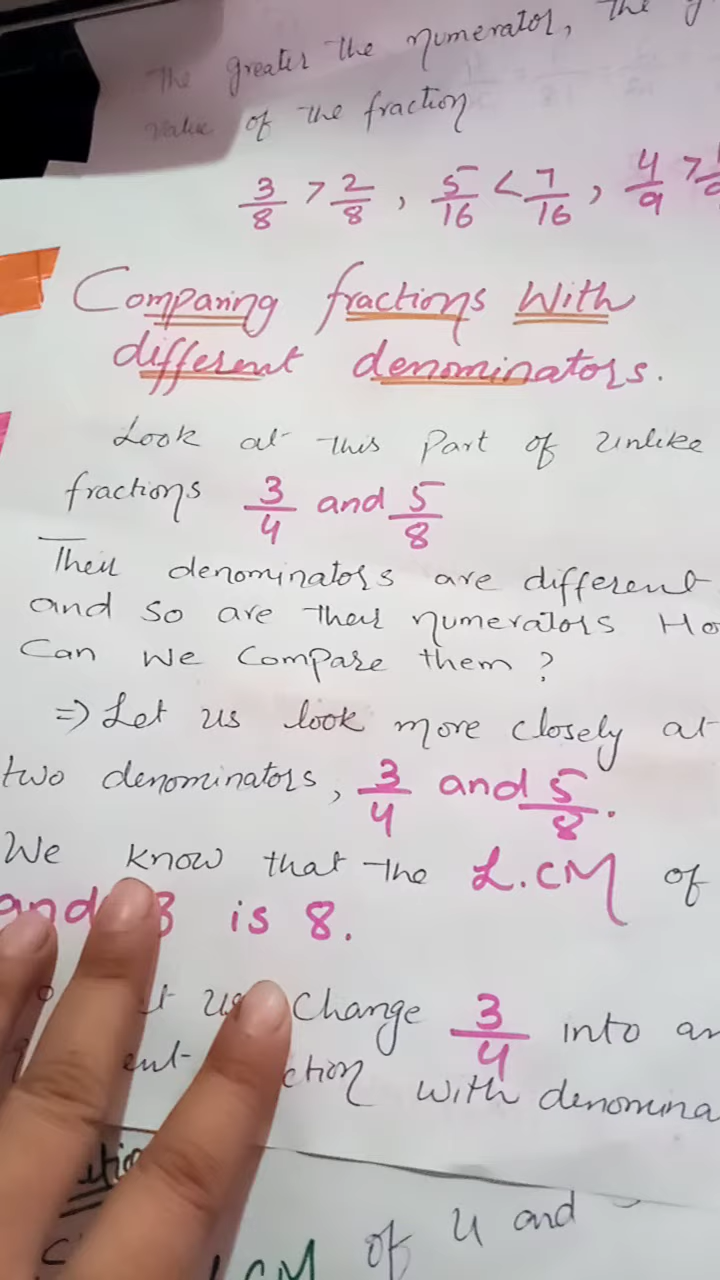 The greater the numerator, the
value of the fraction
3/8 > 2/8, 5/16 < 7/16, 4/9 >
Comparing fractions With
different denominators.
Look at this part of unlike
fractions 3/4 and 5/8
Their denominators are different
and so are their numerators
Can we compare them?
=) Let us look more closely at
two denominators, 3/4 and 5/8.
We know that the L.CM of
and 8 is 8.
us change 3/4 into
with
of 4 and